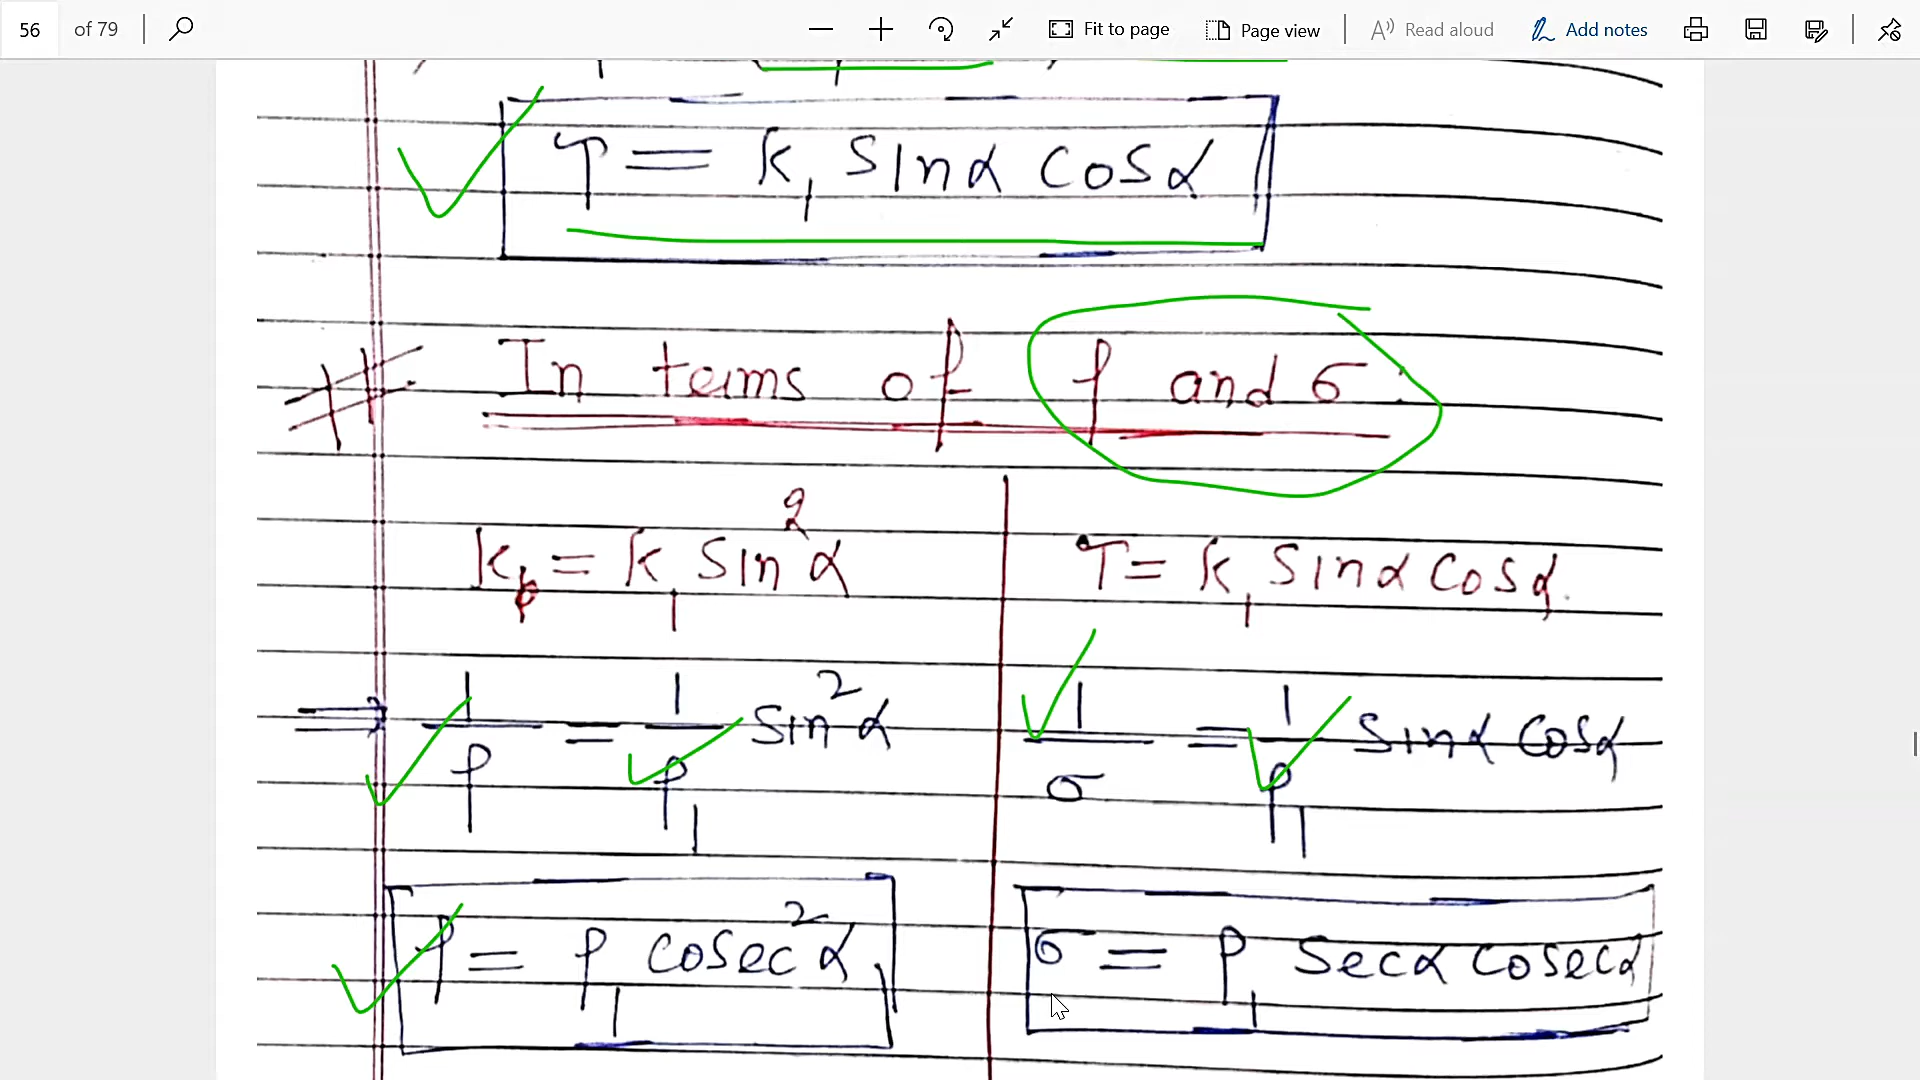 56 of 79 Fit to page Page view Read aloud Add notes
τ = k₁ sinα cosα
# In terms of ρ and σ :
k = k₁ sin²α
τ = k₁ sinα cosα.
⇒ 1/ρ = 1/ρ₁ sin²α
1/σ = 1/ρ₁ sinα cosα
ρ = ρ₁ cosec²α
σ = ρ₁ secα cosecα